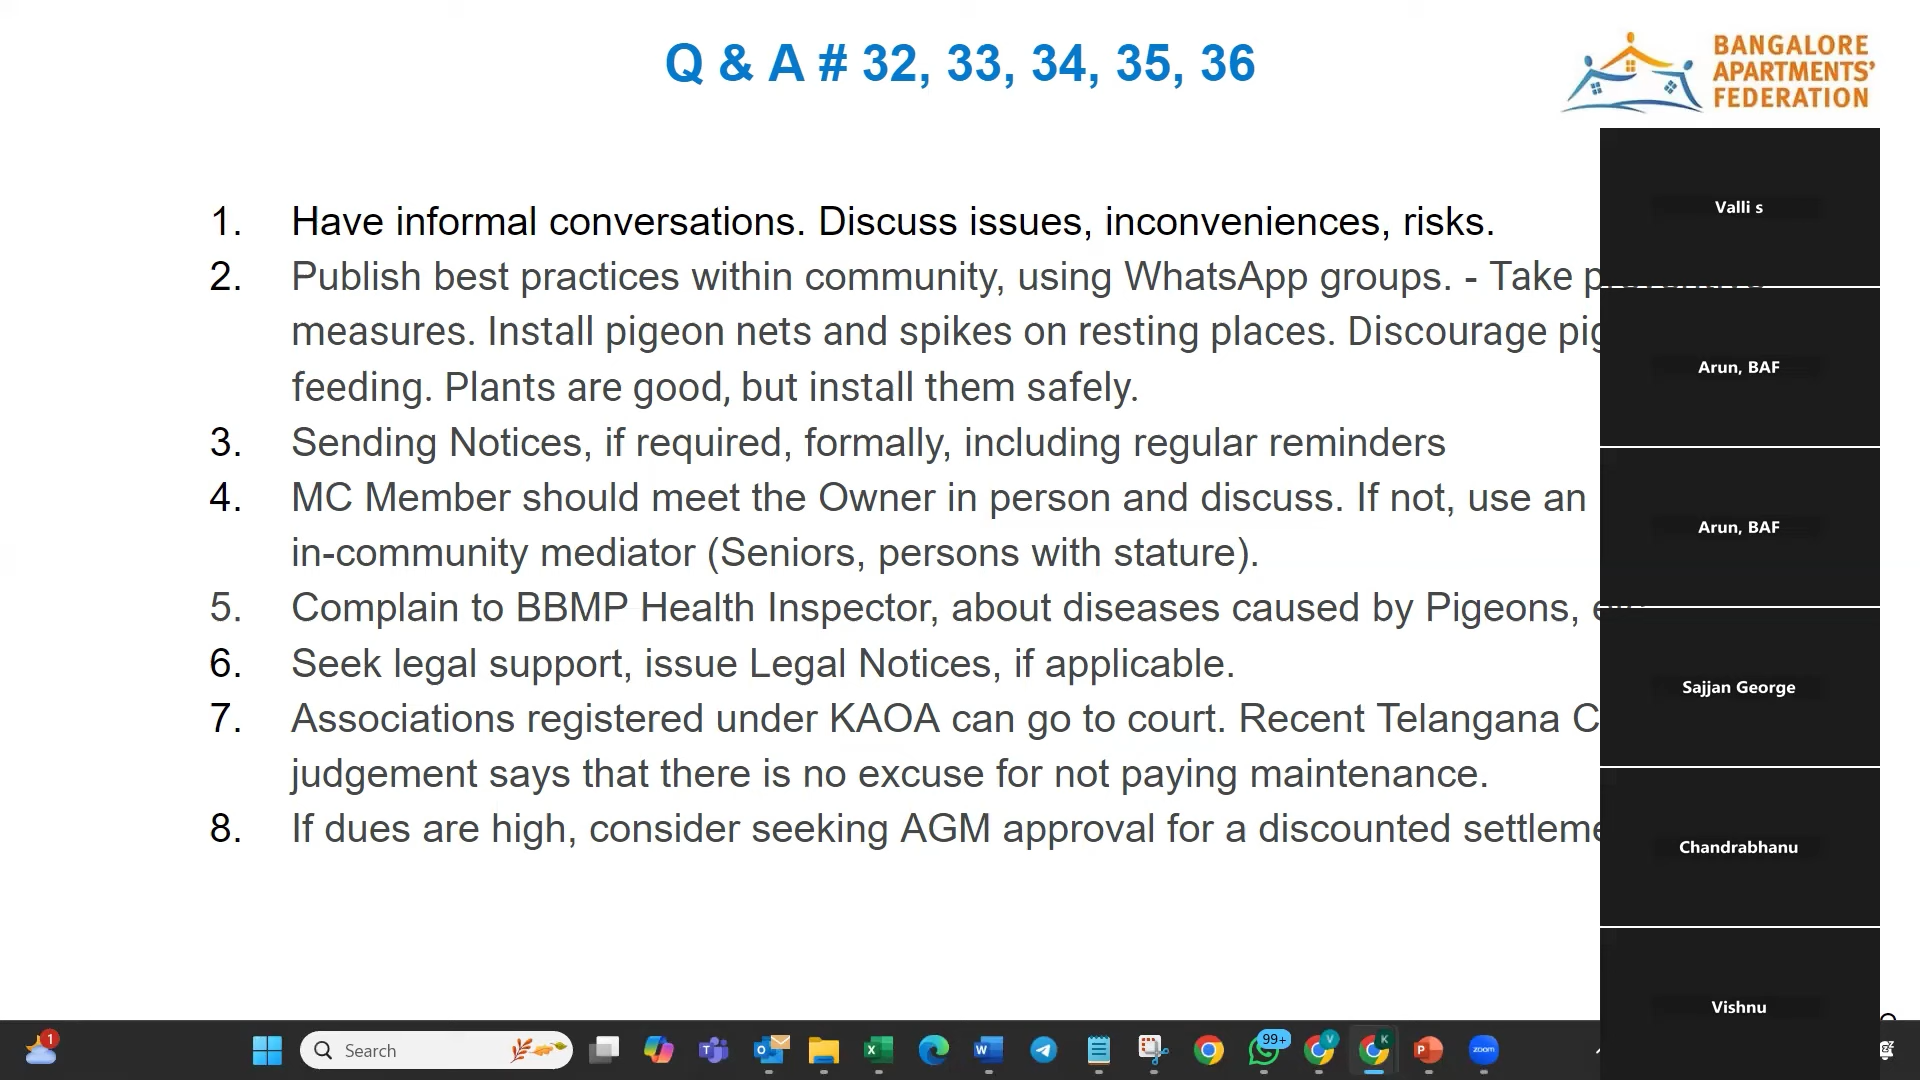 Q & A # 32, 33, 34, 35, 36
BANGALORE
APARTMENTS’
FEDERATION
1. Have informal conversations. Discuss issues, inconveniences, risks.
2. Publish best practices within community, using WhatsApp groups. - Take
measures. Install pigeon nets and spikes on resting places. Discourage
feeding. Plants are good, but install them safely.
3. Sending Notices, if required, formally, including regular reminders
4. MC Member should meet the Owner in person and discuss. If not, use an
in-community mediator (Seniors, persons with stature).
5. Complain to BBMP Health Inspector, about diseases caused by Pigeons,
6. Seek legal support, issue Legal Notices, if applicable.
7. Associations registered under KAOA can go to court. Recent Telangana
judgement says that there is no excuse for not paying maintenance.
8. If dues are high, consider seeking AGM approval for a discounted
Valli s
Arun, BAF
Arun, BAF
Sajjan George
Chandrabhanu
Vishnu
1
Search
99+
V
K
zoom